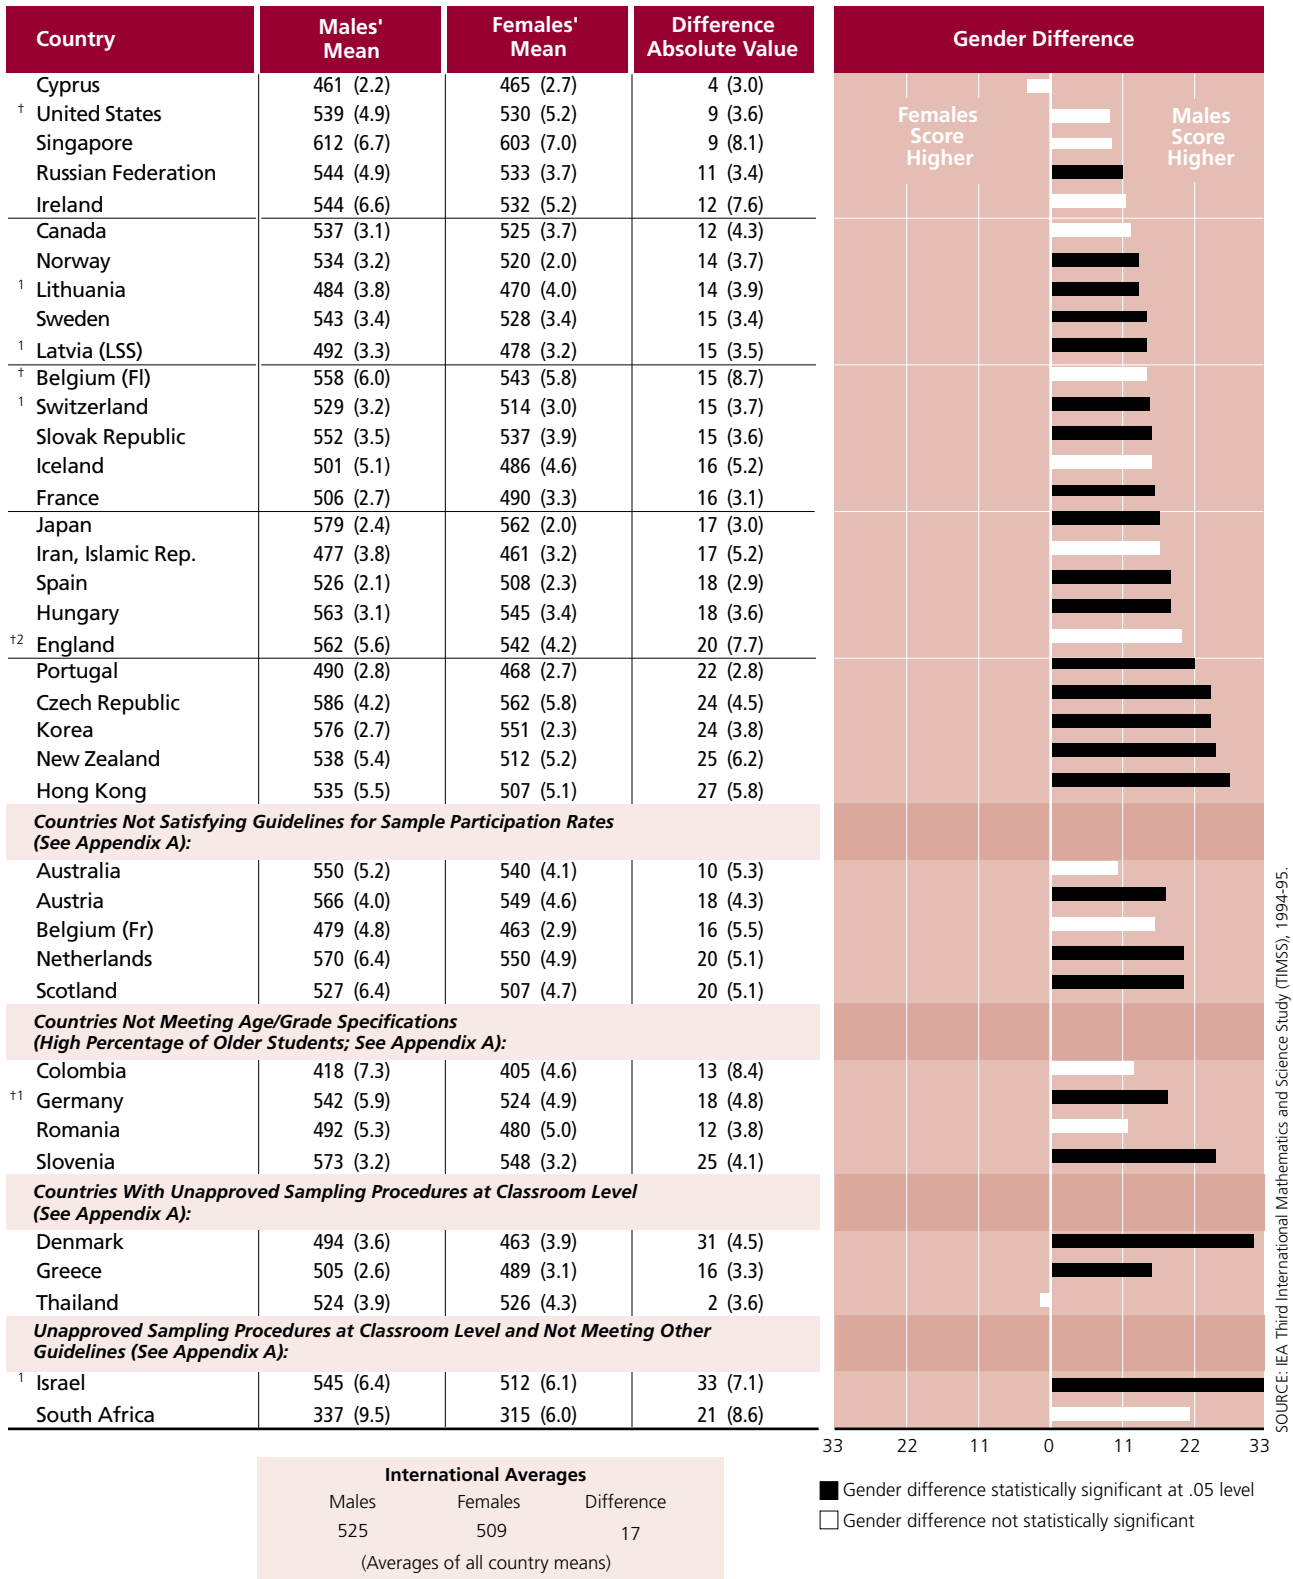 Country Males' Mean Females' Mean Difference Absolute Value Gender Difference
Females Score Higher
Males Score Higher
Cyprus 461 (2.2) 465 (2.7) 4 (3.0)
† United States 539 (4.9) 530 (5.2) 9 (3.6)
Singapore 612 (6.7) 603 (7.0) 9 (8.1)
Russian Federation 544 (4.9) 533 (3.7) 11 (3.4)
Ireland 544 (6.6) 532 (5.2) 12 (7.6)
Canada 537 (3.1) 525 (3.7) 12 (4.3)
Norway 534 (3.2) 520 (2.0) 14 (3.7)
1 Lithuania 484 (3.8) 470 (4.0) 14 (3.9)
Sweden 543 (3.4) 528 (3.4) 15 (3.4)
1 Latvia (LSS) 492 (3.3) 478 (3.2) 15 (3.5)
† Belgium (Fl) 558 (6.0) 543 (5.8) 15 (8.7)
1 Switzerland 529 (3.2) 514 (3.0) 15 (3.7)
Slovak Republic 552 (3.5) 537 (3.9) 15 (3.6)
Iceland 501 (5.1) 486 (4.6) 16 (5.2)
France 506 (2.7) 490 (3.3) 16 (3.1)
Japan 579 (2.4) 562 (2.0) 17 (3.0)
Iran, Islamic Rep. 477 (3.8) 461 (3.2) 17 (5.2)
Spain 526 (2.1) 508 (2.3) 18 (2.9)
Hungary 563 (3.1) 545 (3.4) 18 (3.6)
†2 England 562 (5.6) 542 (4.2) 20 (7.7)
Portugal 490 (2.8) 468 (2.7) 22 (2.8)
Czech Republic 586 (4.2) 562 (5.8) 24 (4.5)
Korea 576 (2.7) 551 (2.3) 24 (3.8)
New Zealand 538 (5.4) 512 (5.2) 25 (6.2)
Hong Kong 535 (5.5) 507 (5.1) 27 (5.8)
Countries Not Satisfying Guidelines for Sample Participation Rates
(See Appendix A):
Australia 550 (5.2) 540 (4.1) 10 (5.3)
Austria 566 (4.0) 549 (4.6) 18 (4.3)
Belgium (Fr) 479 (4.8) 463 (2.9) 16 (5.5)
Netherlands 570 (6.4) 550 (4.9) 20 (5.1)
Scotland 527 (6.4) 507 (4.7) 20 (5.1)
Countries Not Meeting Age/Grade Specifications
(High Percentage of Older Students; See Appendix A):
Colombia 418 (7.3) 405 (4.6) 13 (8.4)
†1 Germany 542 (5.9) 524 (4.9) 18 (4.8)
Romania 492 (5.3) 480 (5.0) 12 (3.8)
Slovenia 573 (3.2) 548 (3.2) 25 (4.1)
Countries With Unapproved Sampling Procedures at Classroom Level
(See Appendix A):
Denmark 494 (3.6) 463 (3.9) 31 (4.5)
Greece 505 (2.6) 489 (3.1) 16 (3.3)
Thailand 524 (3.9) 526 (4.3) 2 (3.6)
Unapproved Sampling Procedures at Classroom Level and Not Meeting Other
Guidelines (See Appendix A):
1 Israel 545 (6.4) 512 (6.1) 33 (7.1)
South Africa 337 (9.5) 315 (6.0) 21 (8.6)
33 22 11 0 11 22 33
International Averages
Males Females Difference
525 509 17
(Averages of all country means)
Gender difference statistically significant at .05 level
Gender difference not statistically significant
SOURCE: IEA Third International Mathematics and Science Study (TIMSS), 1994-95.